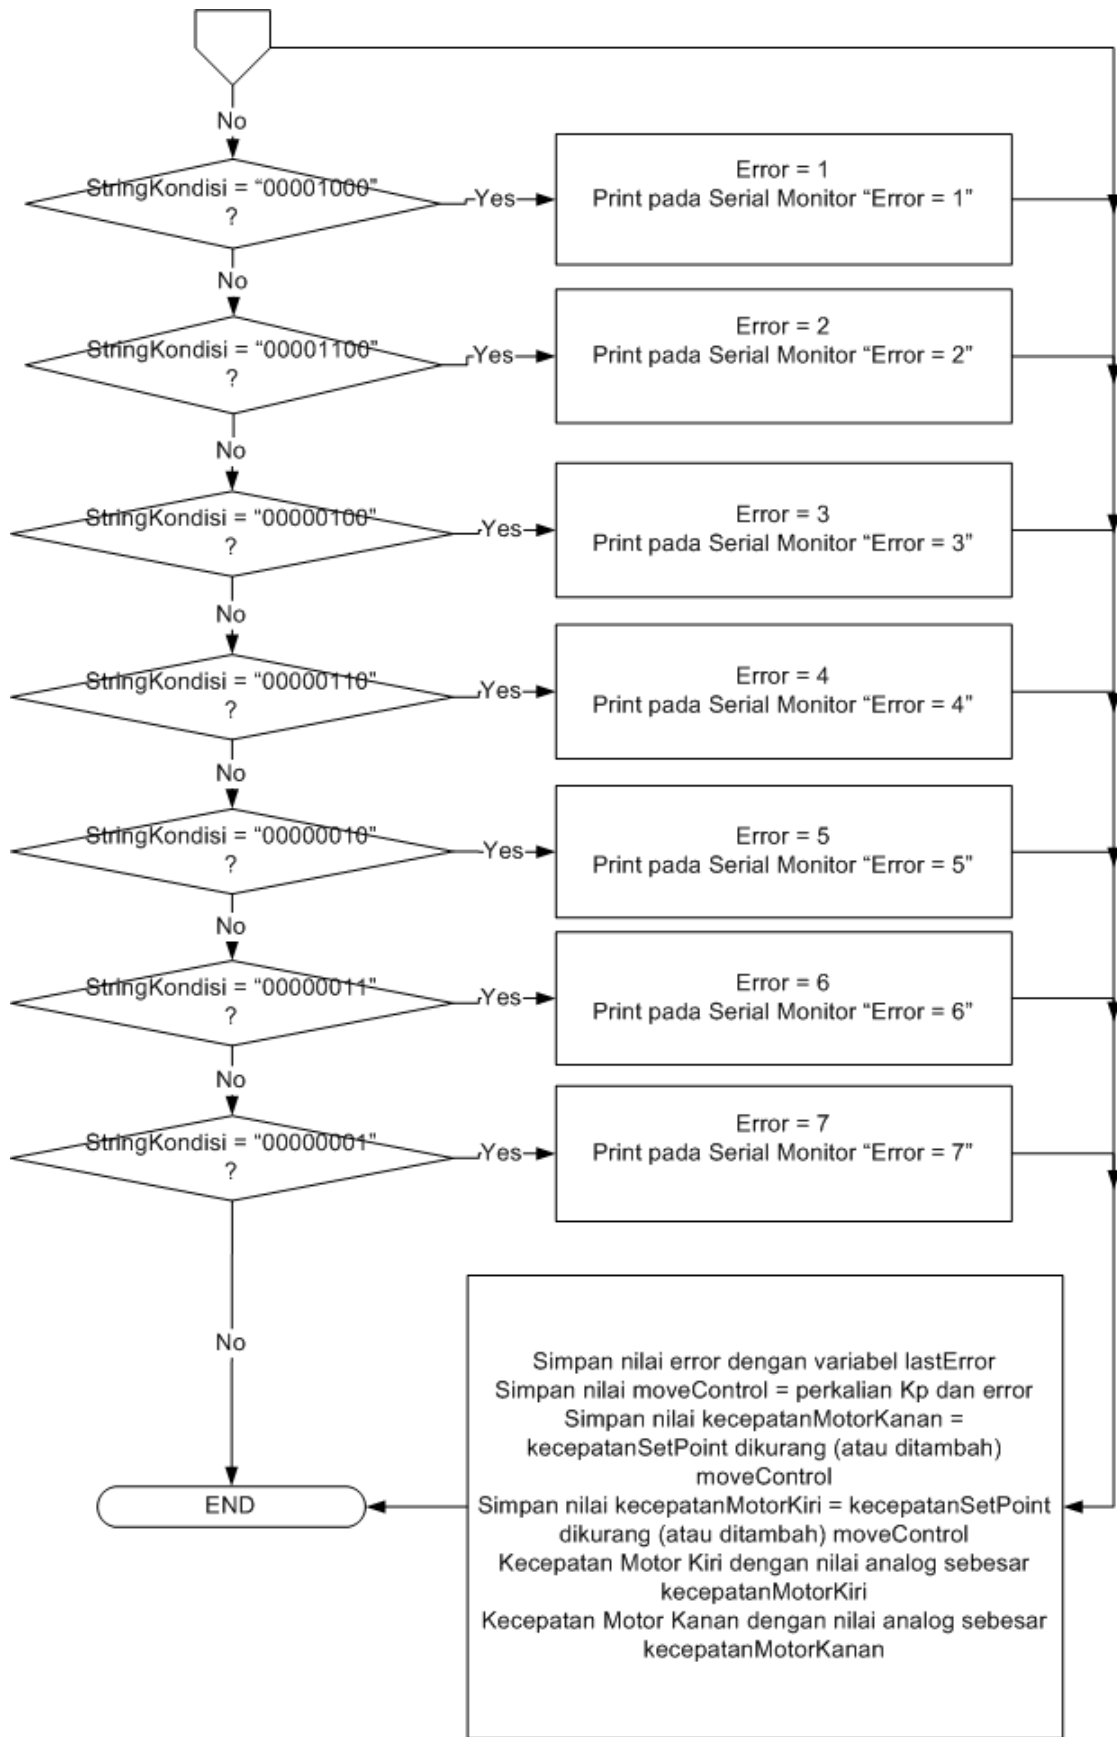 No
StringKondisi = “00001000”
?
Yes
Error = 1
Print pada Serial Monitor “Error = 1”
No
StringKondisi = “00001100”
?
Yes
Error = 2
Print pada Serial Monitor “Error = 2”
No
StringKondisi = “00000100”
?
Yes
Error = 3
Print pada Serial Monitor “Error = 3”
No
StringKondisi = “00000110”
?
Yes
Error = 4
Print pada Serial Monitor “Error = 4”
No
StringKondisi = “00000010”
?
Yes
Error = 5
Print pada Serial Monitor “Error = 5”
No
StringKondisi = “00000011”
?
Yes
Error = 6
Print pada Serial Monitor “Error = 6”
No
StringKondisi = “00000001”
?
Yes
Error = 7
Print pada Serial Monitor “Error = 7”
No
END
Simpan nilai error dengan variabel lastError
Simpan nilai moveControl = perkalian Kp dan error
Simpan nilai kecepatanMotorKanan =
kecepatanSetPoint dikurang (atau ditambah)
moveControl
Simpan nilai kecepatanMotorKiri = kecepatanSetPoint
dikurang (atau ditambah) moveControl
Kecepatan Motor Kiri dengan nilai analog sebesar
kecepatanMotorKiri
Kecepatan Motor Kanan dengan nilai analog sebesar
kecepatanMotorKanan